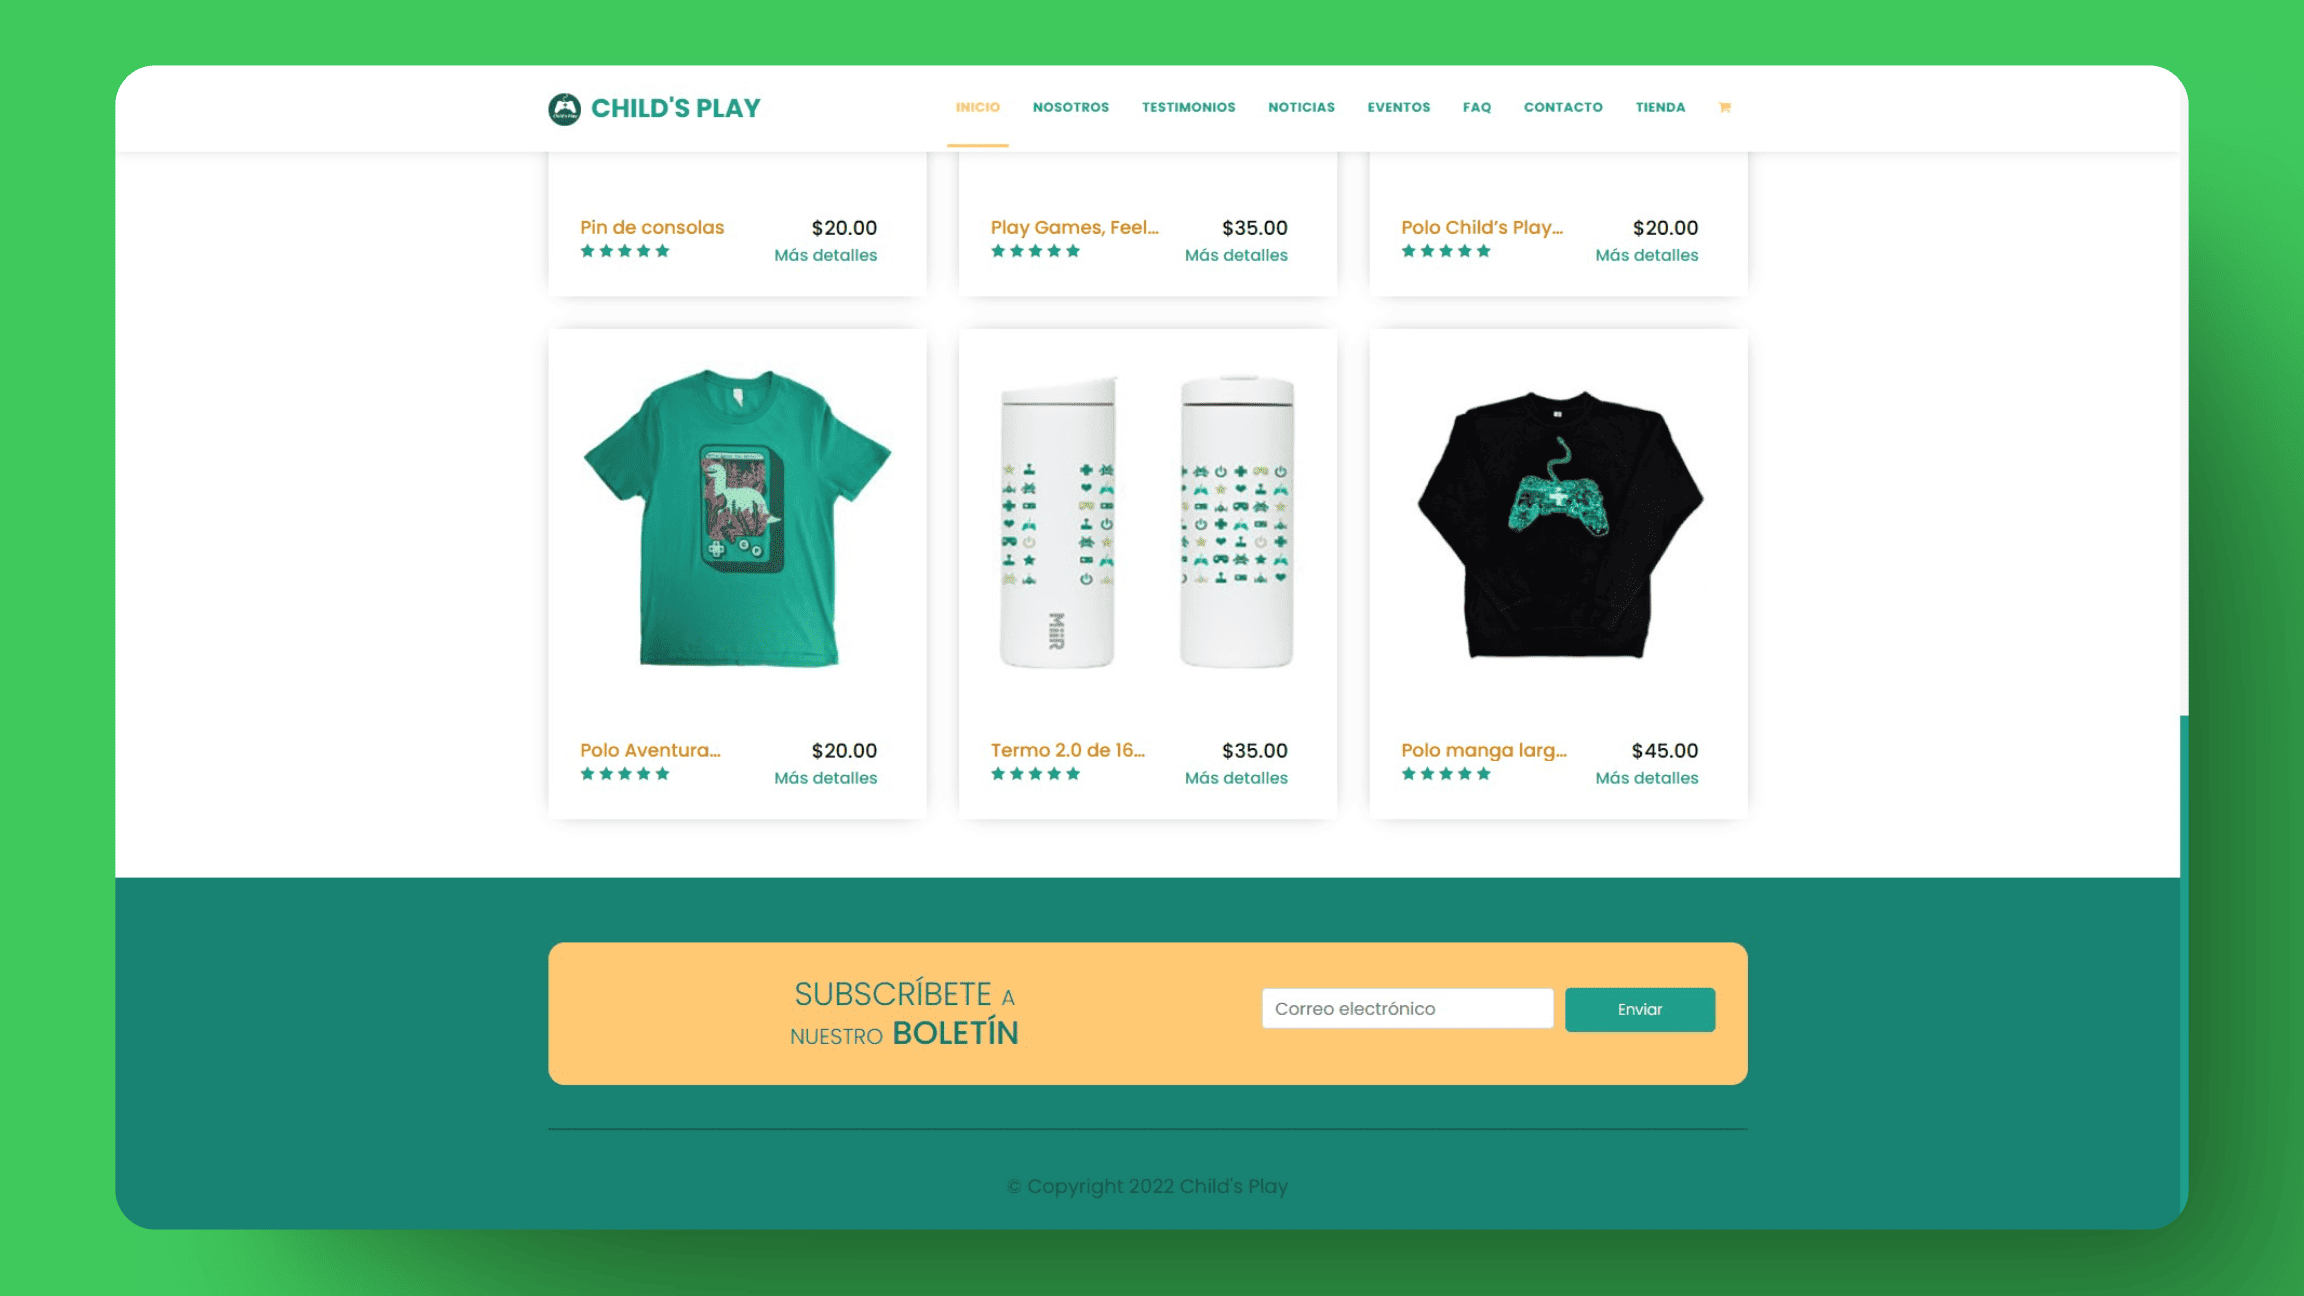 CHILD'S PLAY
INICIO NOSOTROS TESTIMONIOS NOTICIAS EVENTOS FAQ CONTACTO TIENDA
Pin de consolas $20.00
Más detalles
Play Games, Feel... $35.00
Más detalles
Polo Child’s Play... $20.00
Más detalles
MiiR
Polo Aventura... $20.00
Más detalles
Termo 2.0 de 16... $35.00
Más detalles
Polo manga larg... $45.00
Más detalles
SUBSCRÍBETE A
NUESTRO BOLETÍN
Correo electrónico
Enviar
© Copyright 2022 Child's Play